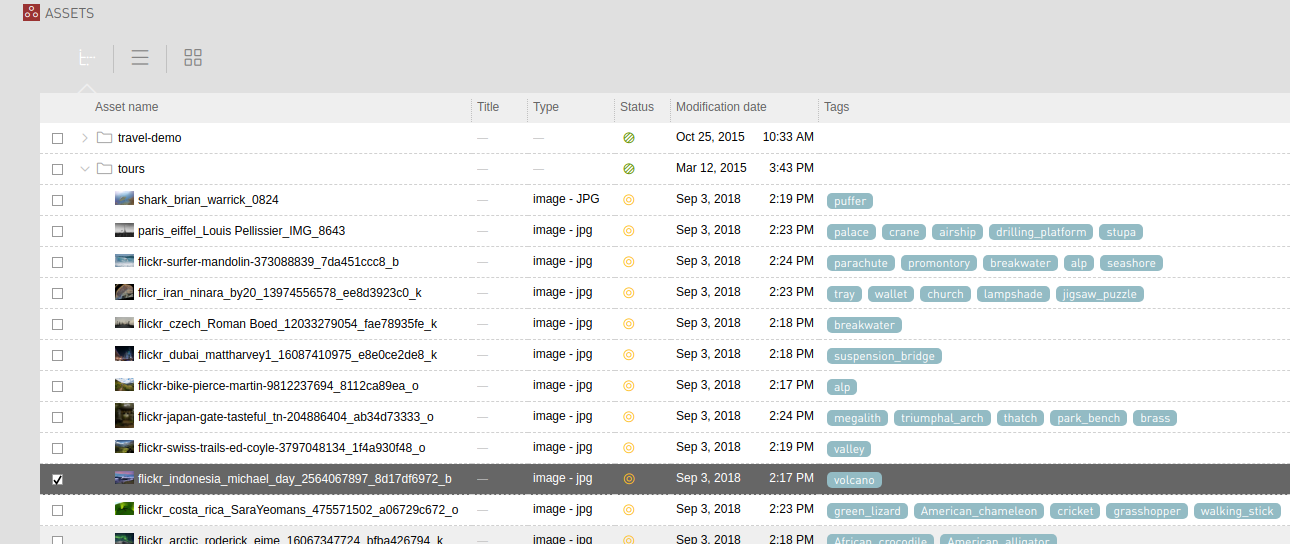 ASSETS
Asset name Title Type Status Modification date Tags
travel-demo — — Oct 25, 2015 10:33 AM
tours — — Mar 12, 2015 3:43 PM
shark_brian_warrick_0824 — image - JPG Sep 3, 2018 2:19 PM puffer
paris_eiffel_Louis Pellissier_IMG_8643 — image - jpg Sep 3, 2018 2:23 PM palace crane airship drilling_platform stupa
flickr-surfer-mandolin-373088839_7da451ccc8_b — image - jpg Sep 3, 2018 2:24 PM parachute promontory breakwater alp seashore
flicr_iran_ninara_by20_13974556578_ee8d3923c0_k — image - jpg Sep 3, 2018 2:23 PM tray wallet church lampshade jigsaw_puzzle
flickr_czech_Roman Boed_12033279054_fae78935fe_k — image - jpg Sep 3, 2018 2:18 PM breakwater
flickr_dubai_mattharvey1_16087410975_e8e0ce2de8_k — image - jpg Sep 3, 2018 2:18 PM suspension_bridge
flickr-bike-pierce-martin-9812237694_8112ca89ea_o — image - jpg Sep 3, 2018 2:17 PM alp
flickr-japan-gate-tasteful_tn-204886404_ab34d73333_o — image - jpg Sep 3, 2018 2:24 PM megalith triumphal_arch thatch park_bench brass
flickr-swiss-trails-ed-coyle-3797048134_1f4a930f48_o — image - jpg Sep 3, 2018 2:19 PM valley
flickr_indonesia_michael_day_2564067897_8d17df6972_b — image - jpg Sep 3, 2018 2:17 PM volcano
flickr_costa_rica_SaraYeomans_475571502_a06729c672_o — image - jpg Sep 3, 2018 2:23 PM green_lizard American_chameleon cricket grasshopper walking_stick
flickr_arctic_roderick_eime_16067347724_bfba426794_k — image - jpg Sep 3, 2018 2:18 PM African_crocodile American_alligator